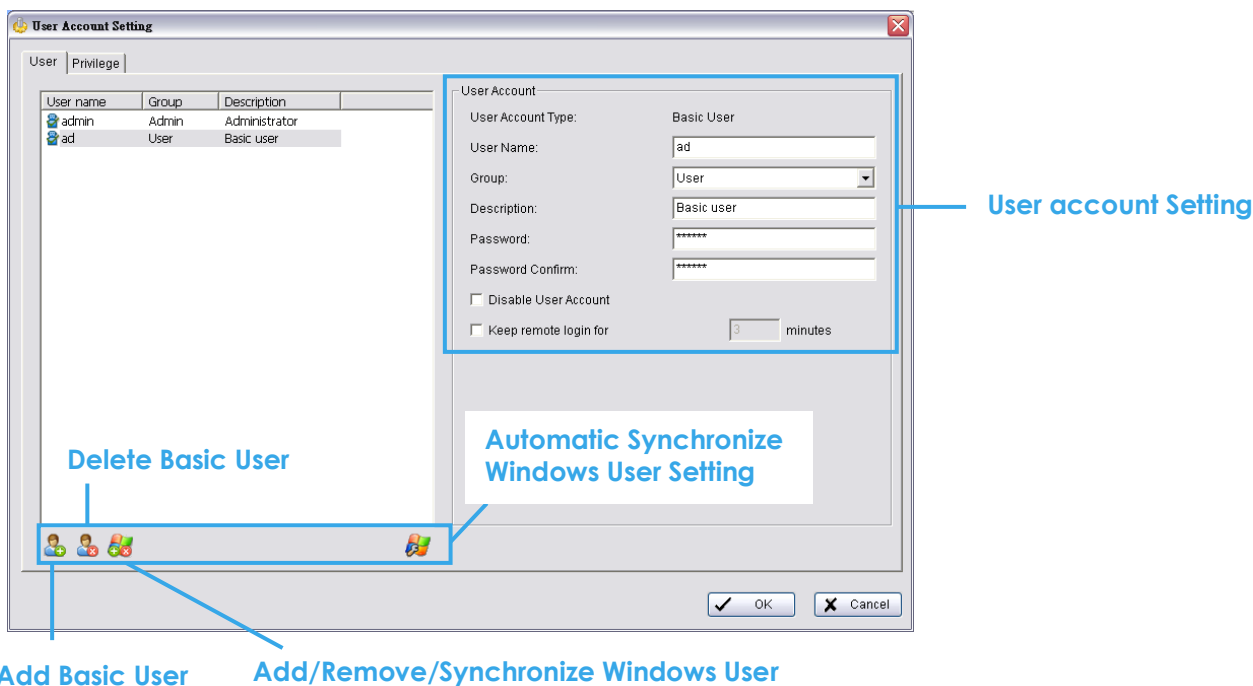 User Account Setting
User Privilege
User name Group Description
admin Admin Administrator
ad User Basic user
User Account
User Account Type: Basic User
User Name: ad
Group: User
Description: Basic user
Password: ******
Password Confirm: ******
Disable User Account
Keep remote login for 3 minutes
User account Setting
Automatic Synchronize
Windows User Setting
Delete Basic User
OK Cancel
Add Basic User
Add/Remove/Synchronize Windows User